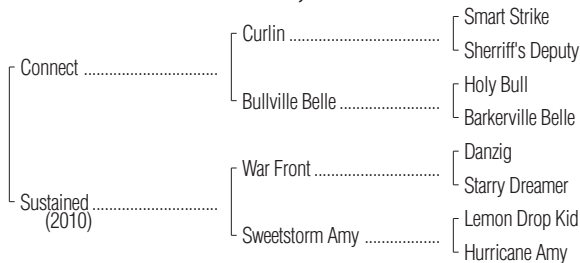 Smart Strike
Curlin ..............................................
Sherriff's Deputy
Connect .................................
Holy Bull
Bullville Belle ................................
Barkerville Belle
Danzig
War Front ........................................
Starry Dreamer
Sustained ...............................
(2010)
Lemon Drop Kid
Sweetstorm Amy ..........................
Hurricane Amy